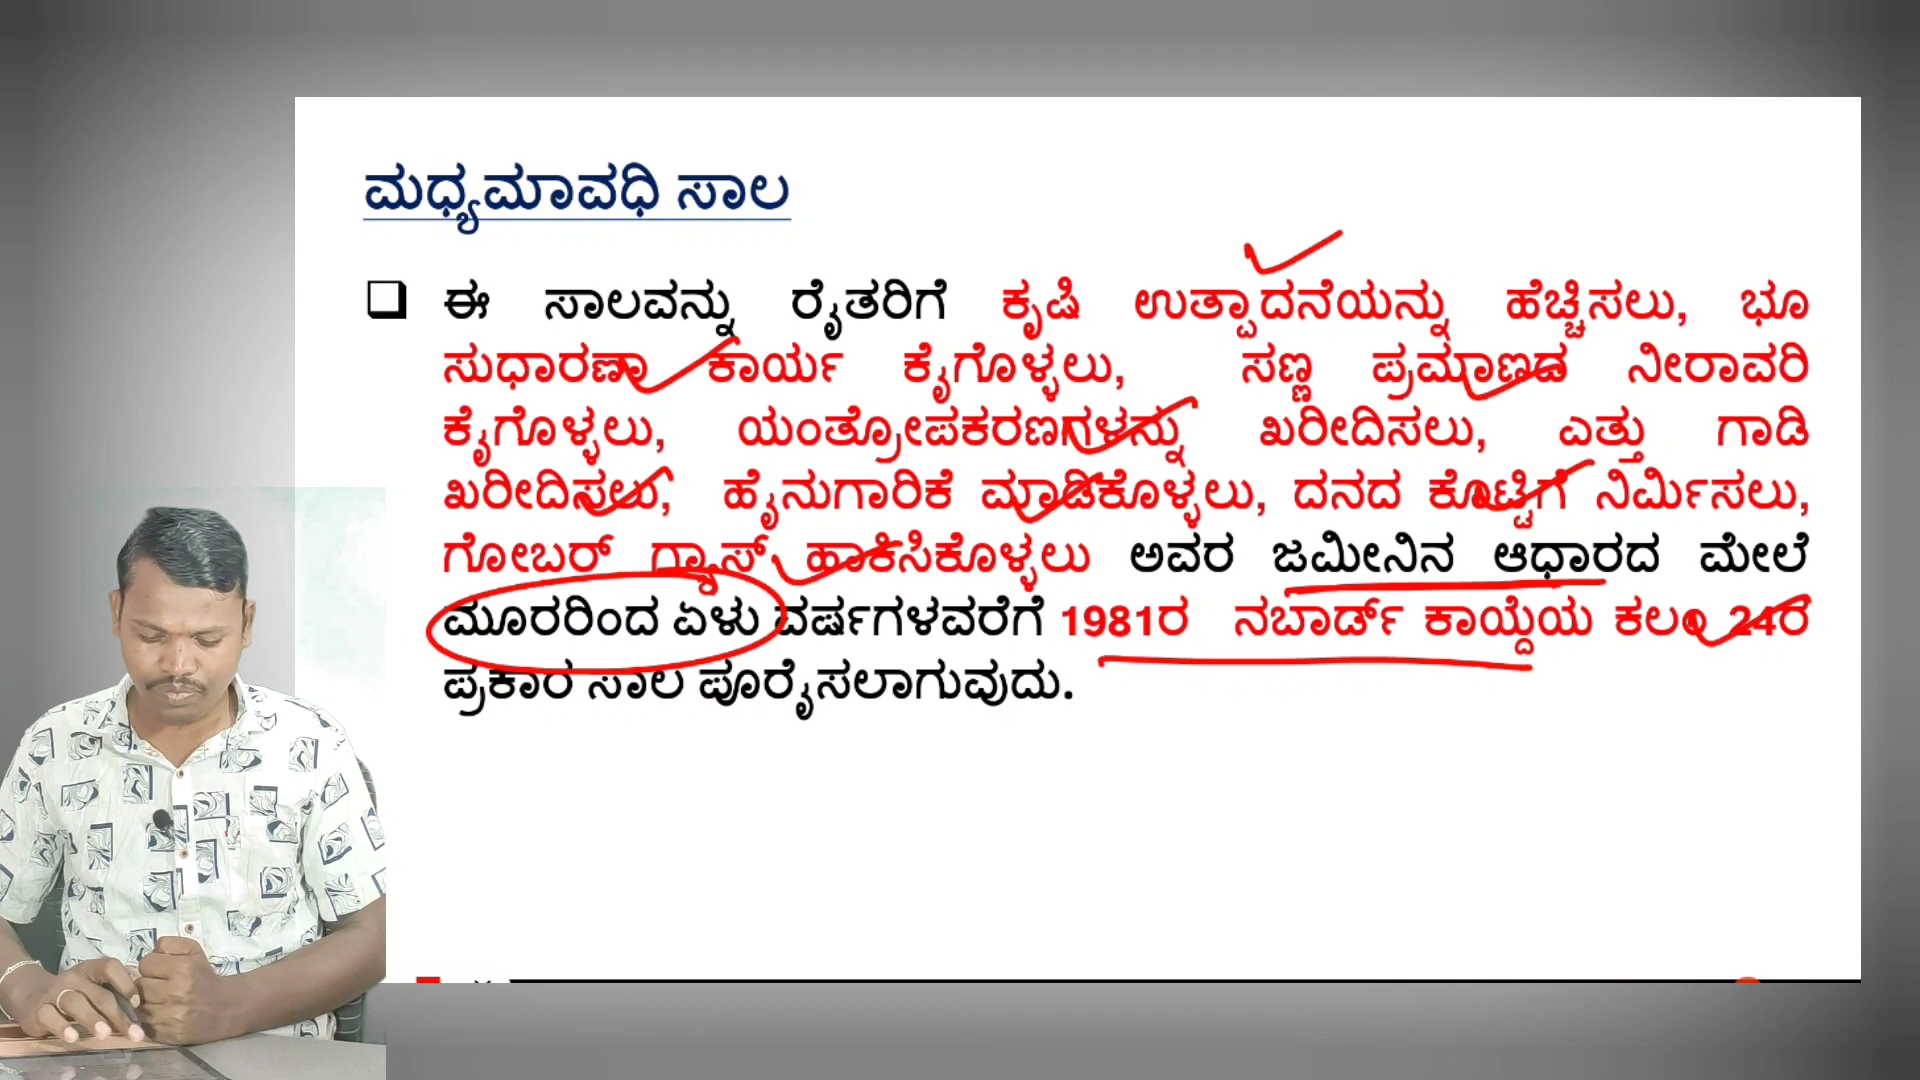 ಮಧ್ಯಮಾವಧಿ ಸಾಲ
ಈ ಸಾಲವನ್ನು ರೈತರಿಗೆ ಕೃಷಿ ಉತ್ಪಾದನೆಯನ್ನು ಹೆಚ್ಚಿಸಲು, ಭೂ
ಸುಧಾರಣಾ ಕಾರ್ಯ ಕೈಗೊಳ್ಳಲು, ಸಣ್ಣ ಪ್ರಮಾಣದ ನೀರಾವರಿ
ಕೈಗೊಳ್ಳಲು, ಯಂತ್ರೋಪಕರಣಗಳನ್ನು ಖರೀದಿಸಲು, ಎತ್ತು ಗಾಡಿ
ಖರೀದಿಸಲು, ಹೈನುಗಾರಿಕೆ ಮಾಡಿಕೊಳ್ಳಲು, ದನದ ಕೊಟ್ಟಿಗೆ ನಿರ್ಮಿಸಲು,
ಗೋಬರ್ ಗ್ಯಾಸ್ ಹಾಕಿಸಿಕೊಳ್ಳಲು ಅವರ ಜಮೀನಿನ ಆಧಾರದ ಮೇಲೆ
ಮೂರರಿಂದ ಏಳು ವರ್ಷಗಳವರೆಗೆ 1981ರ ನಬಾರ್ಡ್ ಕಾಯ್ದೆಯ ಕಲಂ 24ರ
ಪ್ರಕಾರ ಸಾಲ ಪೂರೈಸಲಾಗುವುದು.